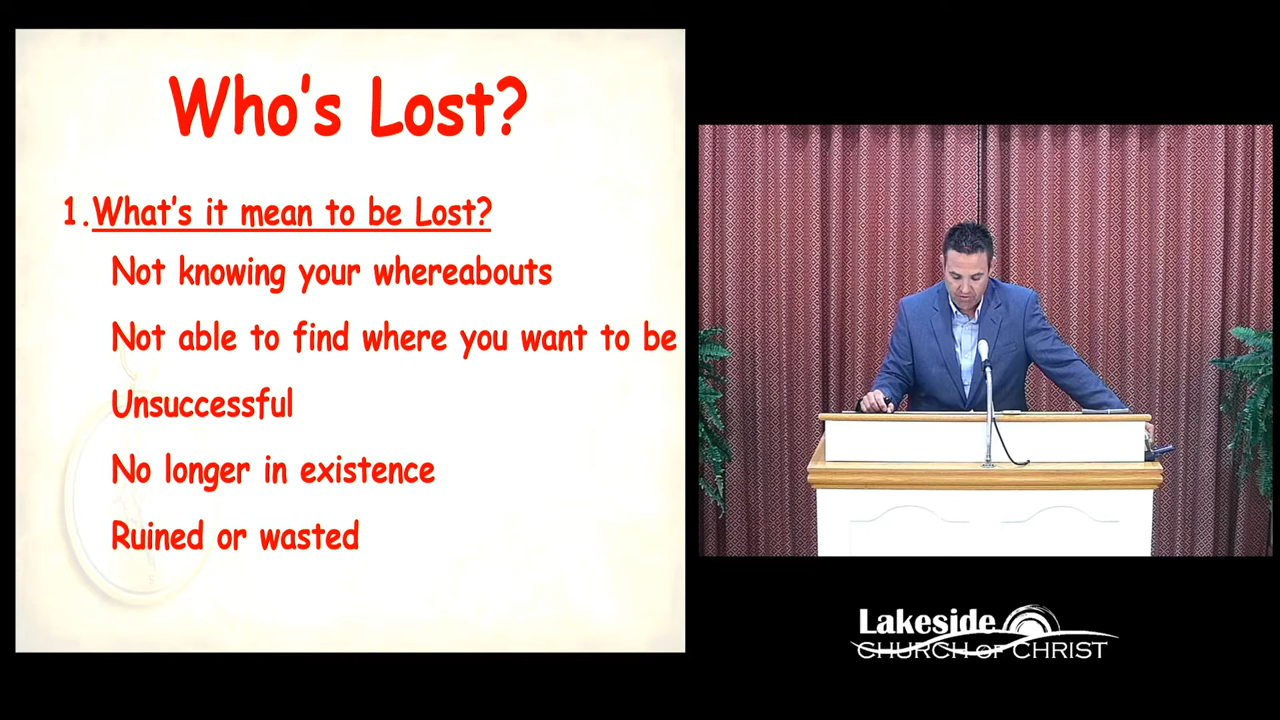 Who's Lost?
1.What's it mean to be Lost?
Not knowing your whereabouts
Not able to find where you want to be
Unsuccessful
No longer in existence
Ruined or wasted
Lakeside
CHURCH OF CHRIST